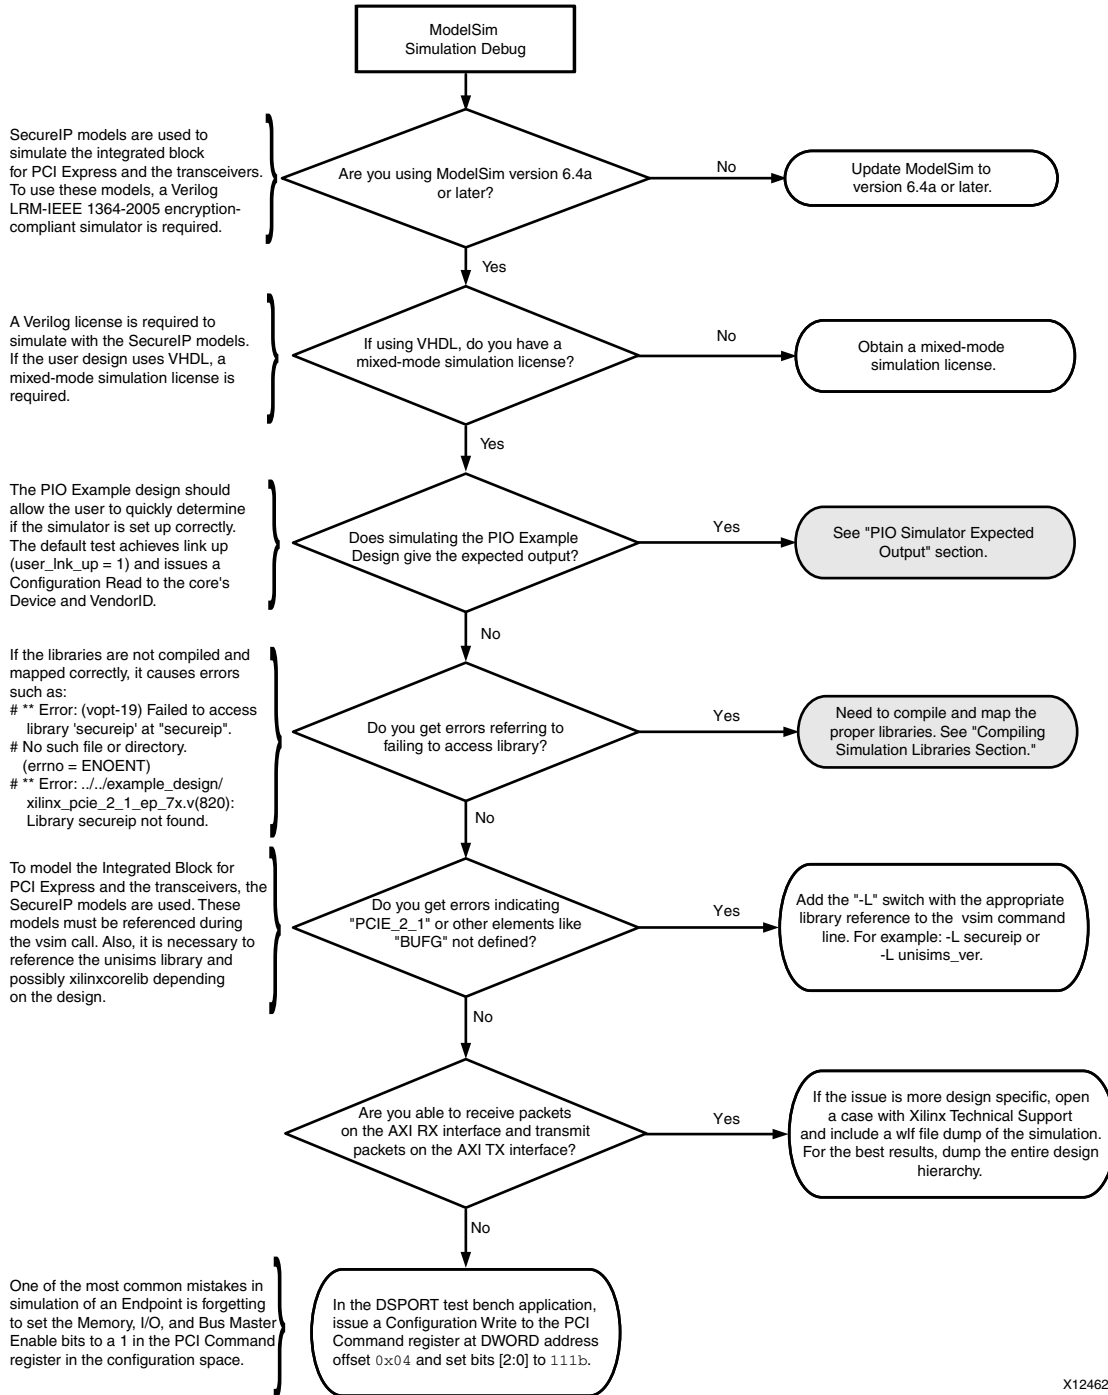 ModelSim
Simulation Debug
SecureIP models are used to
simulate the integrated block
for PCI Express and the transceivers.
To use these models, a Verilog
LRM-IEEE 1364-2005 encryption-
compliant simulator is required.
Are you using ModelSim version 6.4a
or later?
No
Update ModelSim to
version 6.4a or later.
Yes
A Verilog license is required to
simulate with the SecureIP models.
If the user design uses VHDL, a
mixed-mode simulation license is
required.
If using VHDL, do you have a
mixed-mode simulation license?
No
Obtain a mixed-mode
simulation license.
Yes
The PIO Example design should
allow the user to quickly determine
if the simulator is set up correctly.
The default test achieves link up
(user_lnk_up = 1) and issues a
Configuration Read to the core's
Device and VendorID.
Does simulating the PIO Example
Design give the expected output?
Yes
See "PIO Simulator Expected
Output" section.
No
If the libraries are not compiled and
mapped correctly, it causes errors
such as:
# ** Error: (vopt-19) Failed to access
library 'secureip' at "secureip".
# No such file or directory.
(errno = ENOENT)
# ** Error: ../../example_design/
xilinx_pcie_2_1_ep_7x.v(820):
Library secureip not found.
Do you get errors referring to
failing to access library?
Yes
Need to compile and map the
proper libraries. See "Compiling
Simulation Libraries Section."
No
To model the Integrated Block for
PCI Express and the transceivers, the
SecureIP models are used. These
models must be referenced during
the vsim call. Also, it is necessary to
reference the unisims library and
possibly xilinxcorelib depending
on the design.
Do you get errors indicating
"PCIE_2_1" or other elements like
"BUFG" not defined?
Yes
Add the "-L" switch with the appropriate
library reference to the vsim command
line. For example: -L secureip or
-L unisims_ver.
No
Are you able to receive packets
on the AXI RX interface and transmit
packets on the AXI TX interface?
Yes
If the issue is more design specific, open
a case with Xilinx Technical Support
and include a wlf file dump of the simulation.
For the best results, dump the entire design
hierarchy.
No
One of the most common mistakes in
simulation of an Endpoint is forgetting
to set the Memory, I/O, and Bus Master
Enable bits to a 1 in the PCI Command
register in the configuration space.
In the DSPORT test bench application,
issue a Configuration Write to the PCI
Command register at DWORD address
offset 0x04 and set bits [2:0] to 111b.
X12462